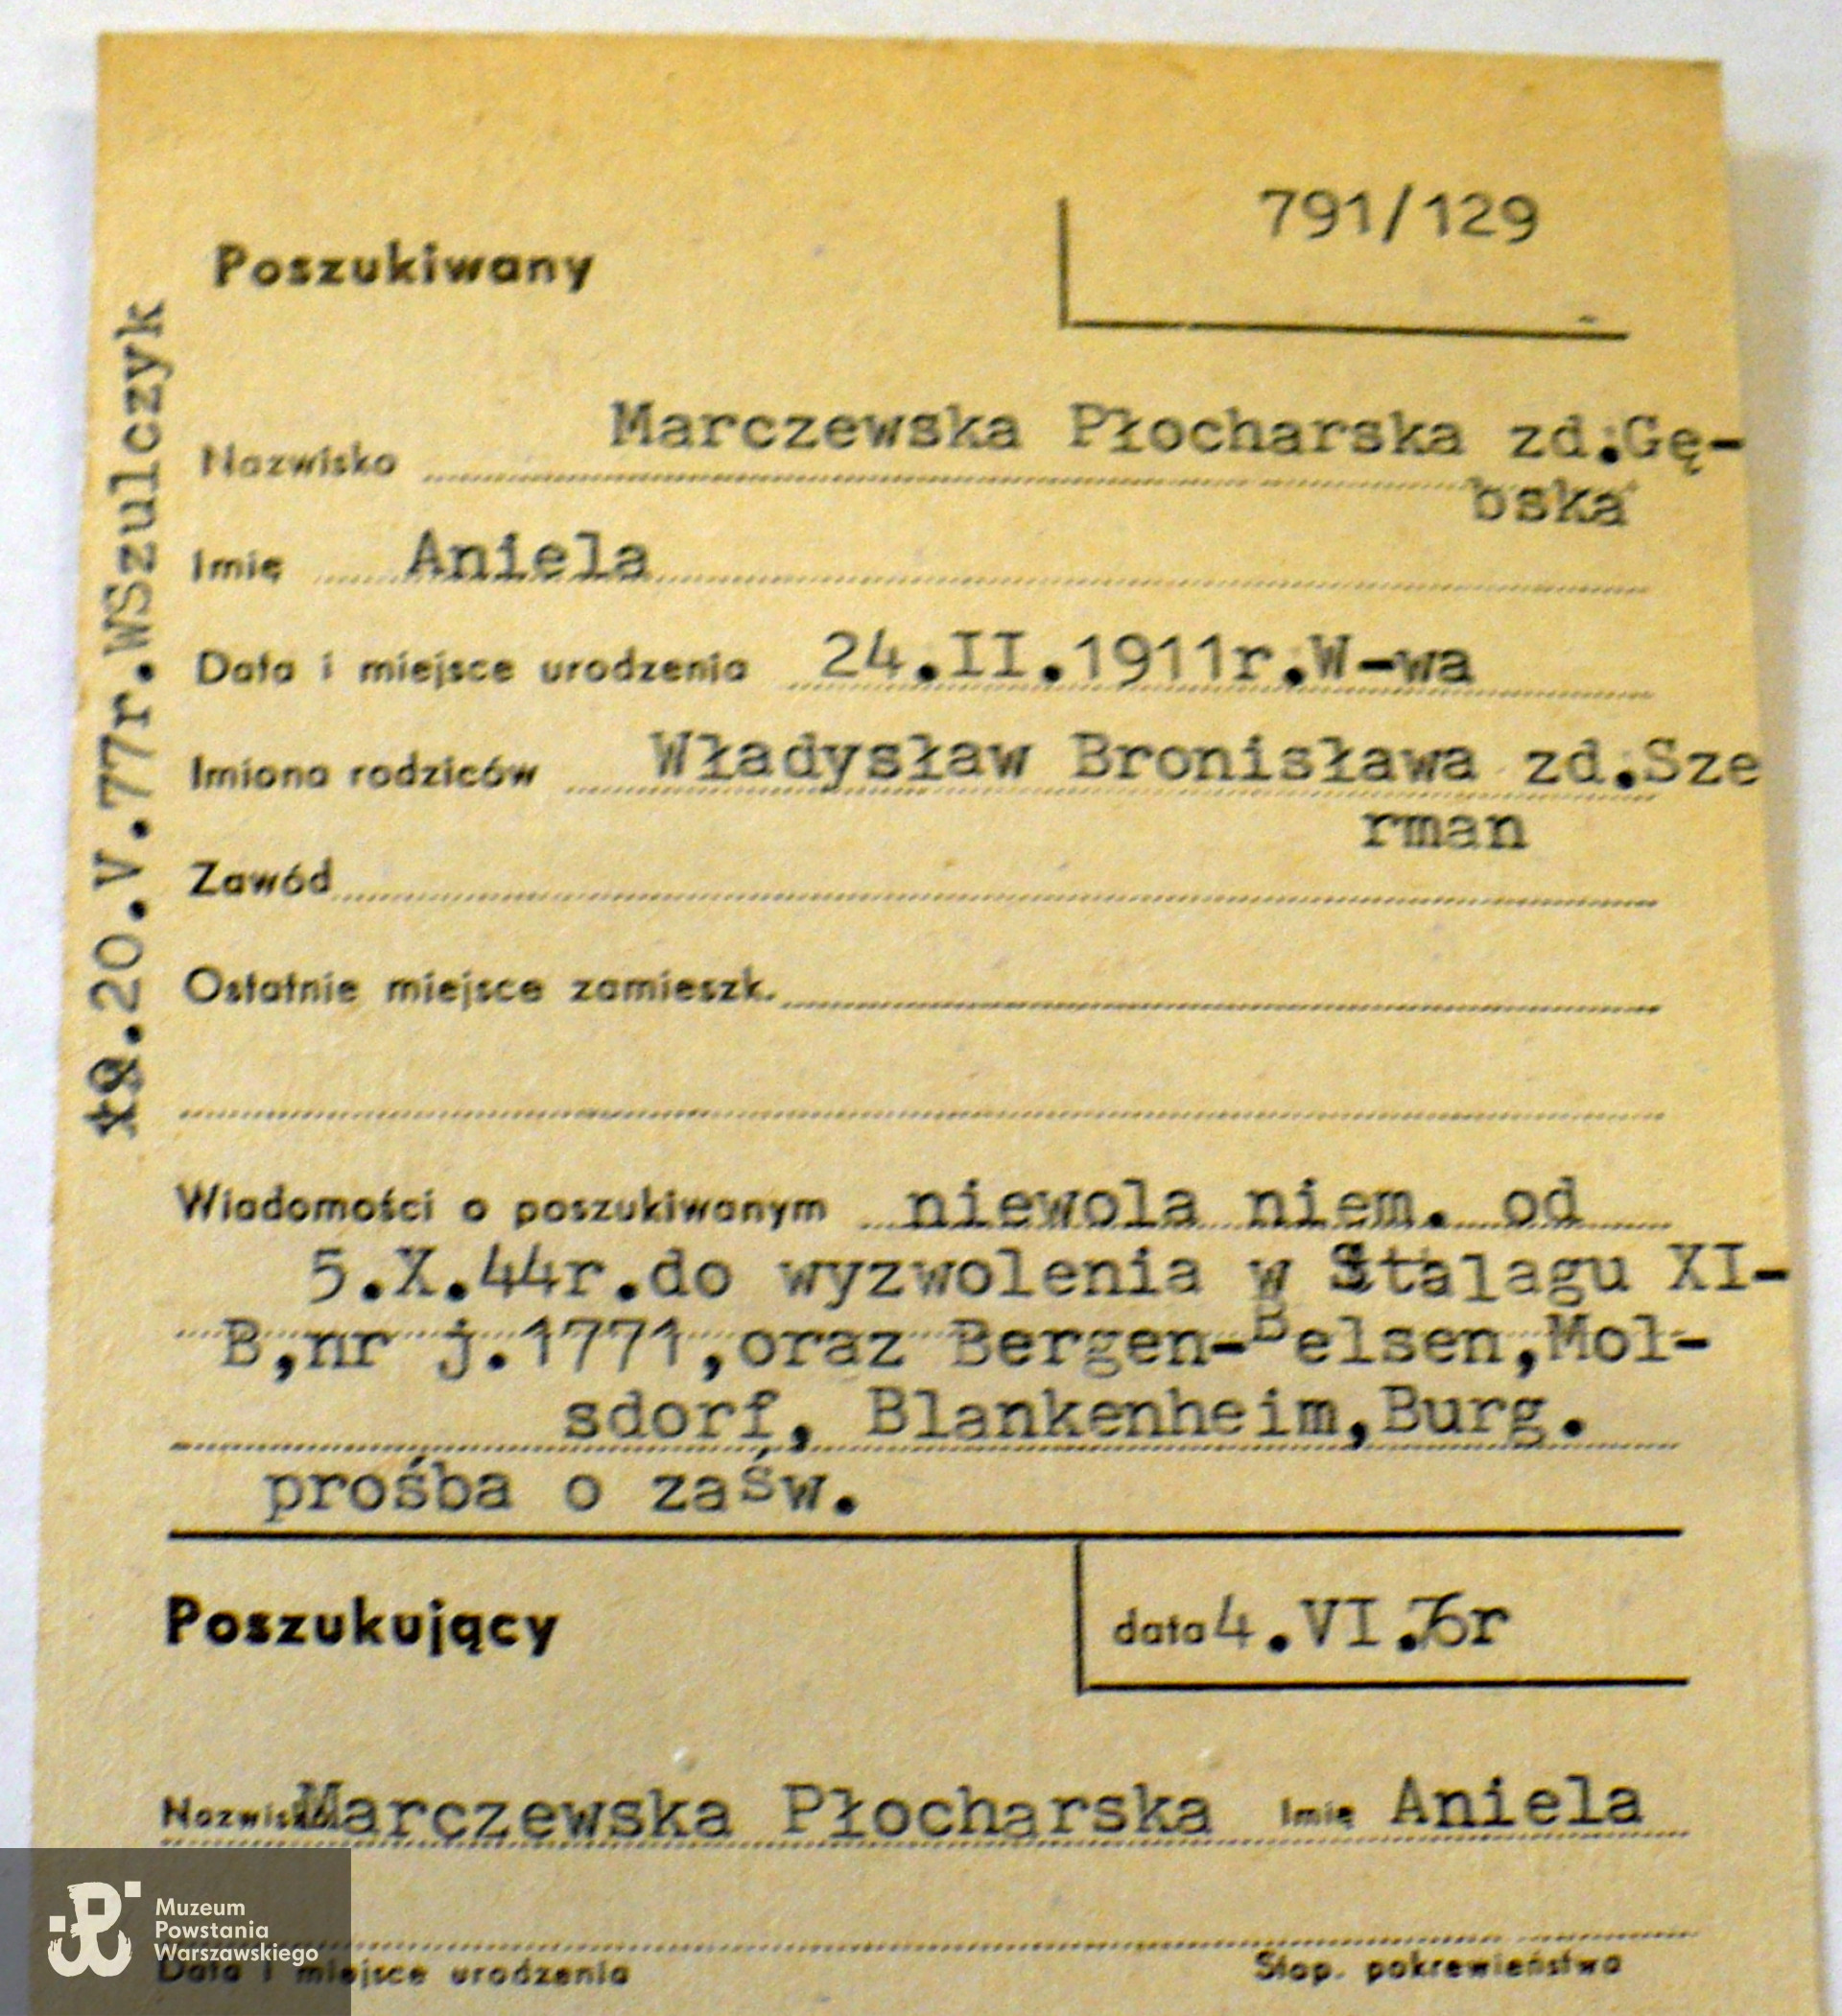 791/129
Poszukiwany
Nazwisko Marczewska Płocharska zd.Gę-
bska
Imię Aniela
Data i miejsce urodzenia 24.II.1911r.W-wa
Imiona rodziców Władysław Bronisława zd.Sze
rman
Zawód
Ostatnie miejsce zamieszk.
20.V.77r.WSzulczyk
Wiadomości o poszukiwanym niewola niem. od
5.X.44r.do wyzwolenia w Stalagu XI-
B,nr j.1771,oraz Bergen-Belsen,Mol-
sdorf, Blankenheim,Burg.
prośba o zaśw.
Poszukujący
data 4.VI.
Nazwisko Marczewska Płocharska Imię Aniela
Data i miejsce urodzenia Stop. pokrewieństwa
Muzeum
Powstania
Warszawskiego